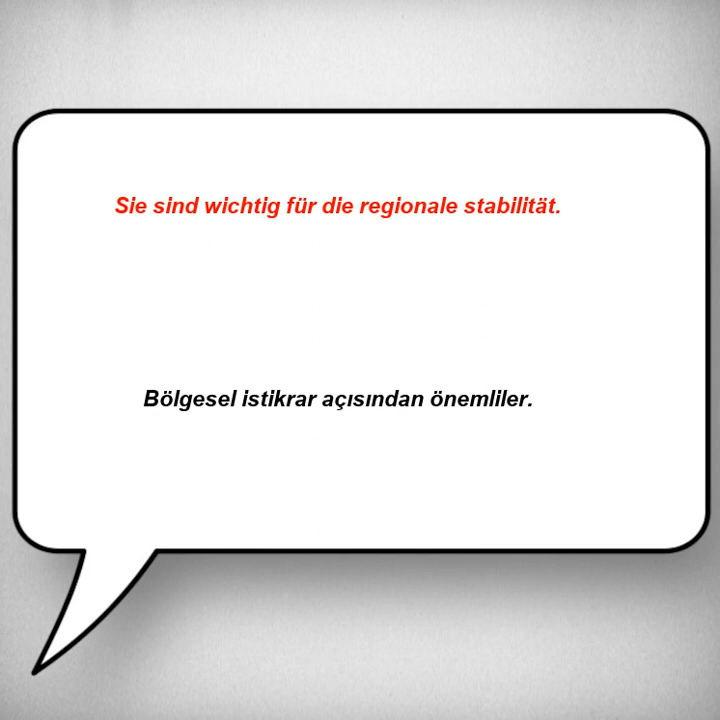 Sie sind wichtig für die regionale stabilität.
Bölgesel istikrar açısından önemliler.